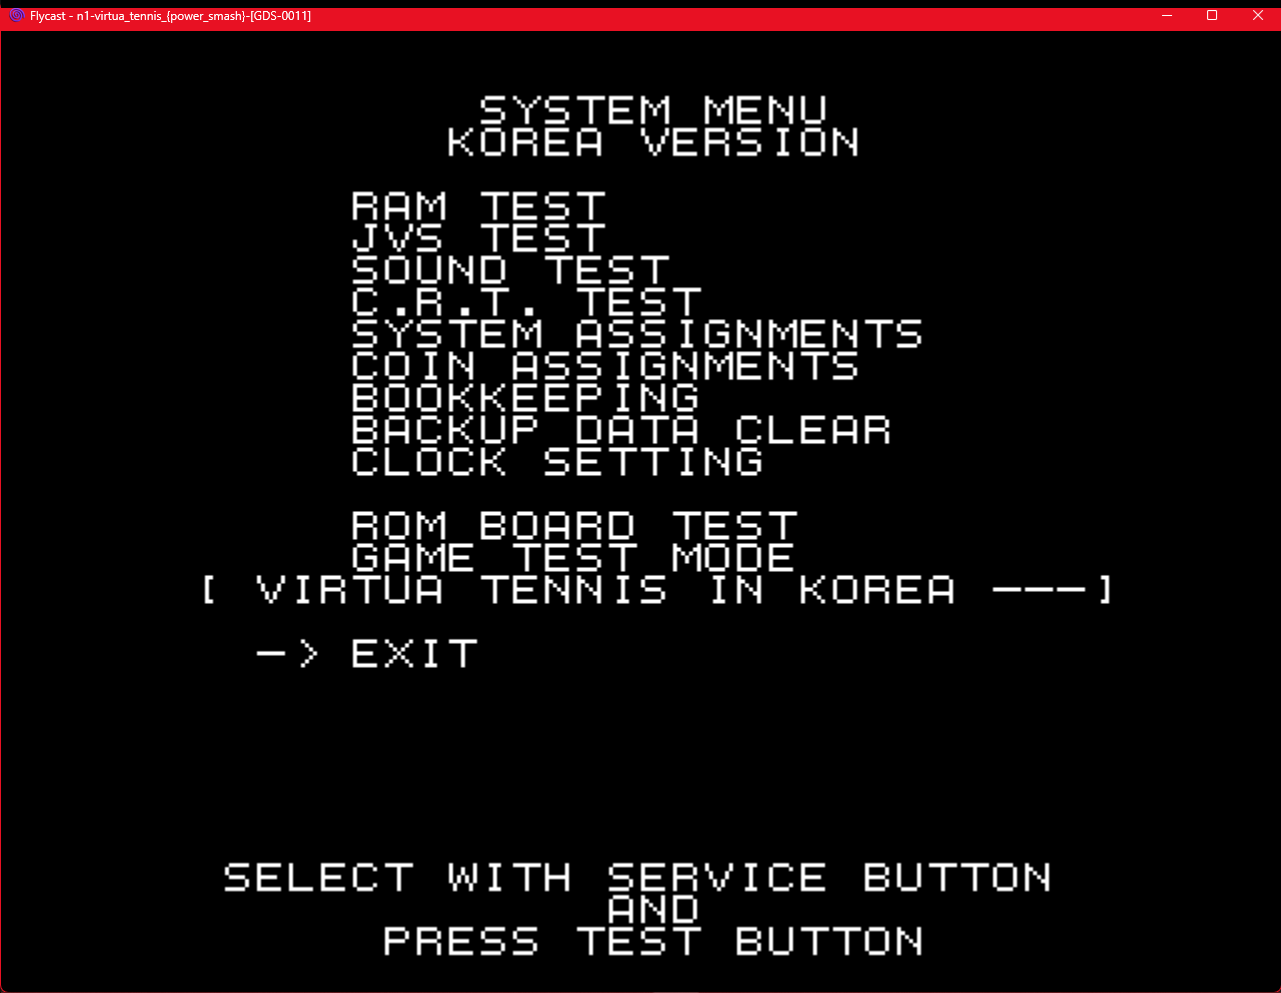 Flycast - n1-virtua_tennis_{power_smash}-[GDS-0011]
SYSTEM MENU
KOREA VERSION
RAM TEST
JVS TEST
SOUND TEST
C.R.T. TEST
SYSTEM ASSIGNMENTS
COIN ASSIGNMENTS
BOOKKEEPING
BACKUP DATA CLEAR
CLOCK SETTING
ROM BOARD TEST
GAME TEST MODE
[ VIRTUA TENNIS IN KOREA ---]
-> EXIT
SELECT WITH SERVICE BUTTON
AND
PRESS TEST BUTTON